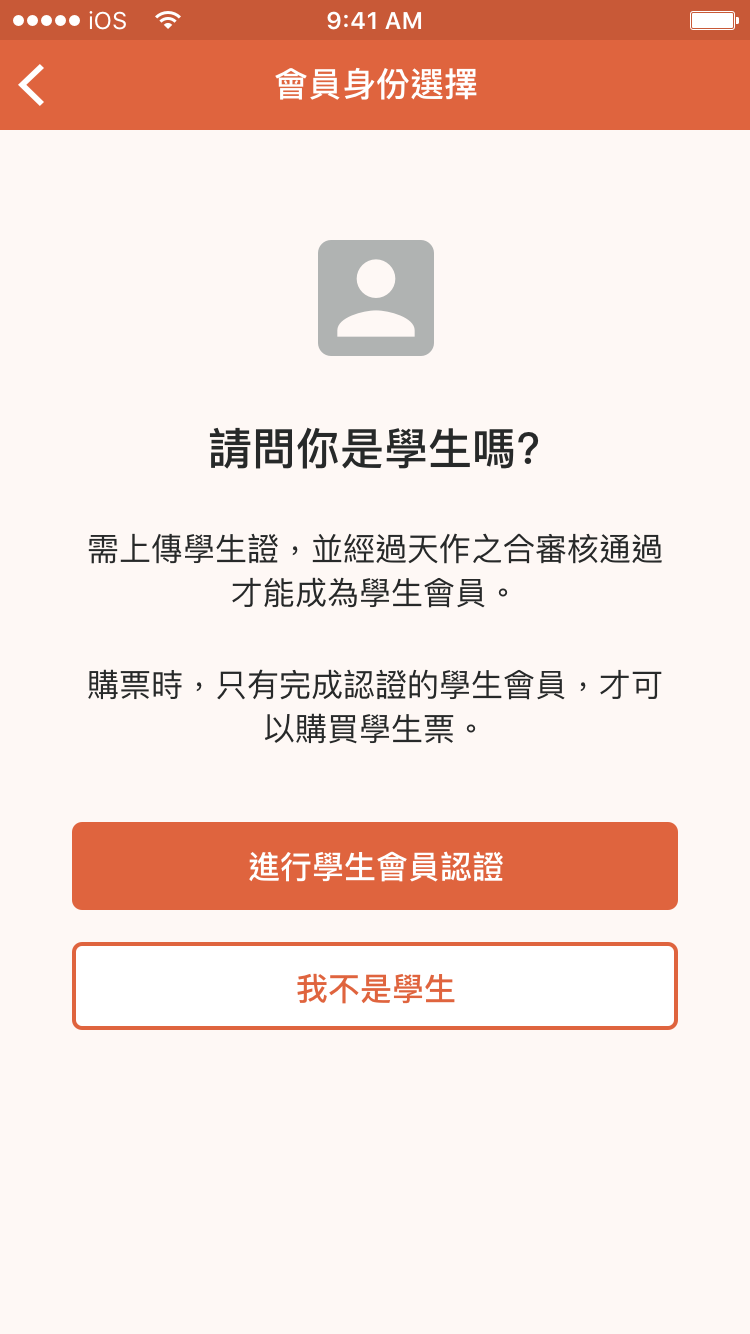 iOS 9:41 AM
會員身份選擇
請問你是學生嗎?
需上傳學生證，並經過天作之合審核通過
才能成為學生會員。
購票時，只有完成認證的學生會員，才可
以購買學生票。
進行學生會員認證
我不是學生